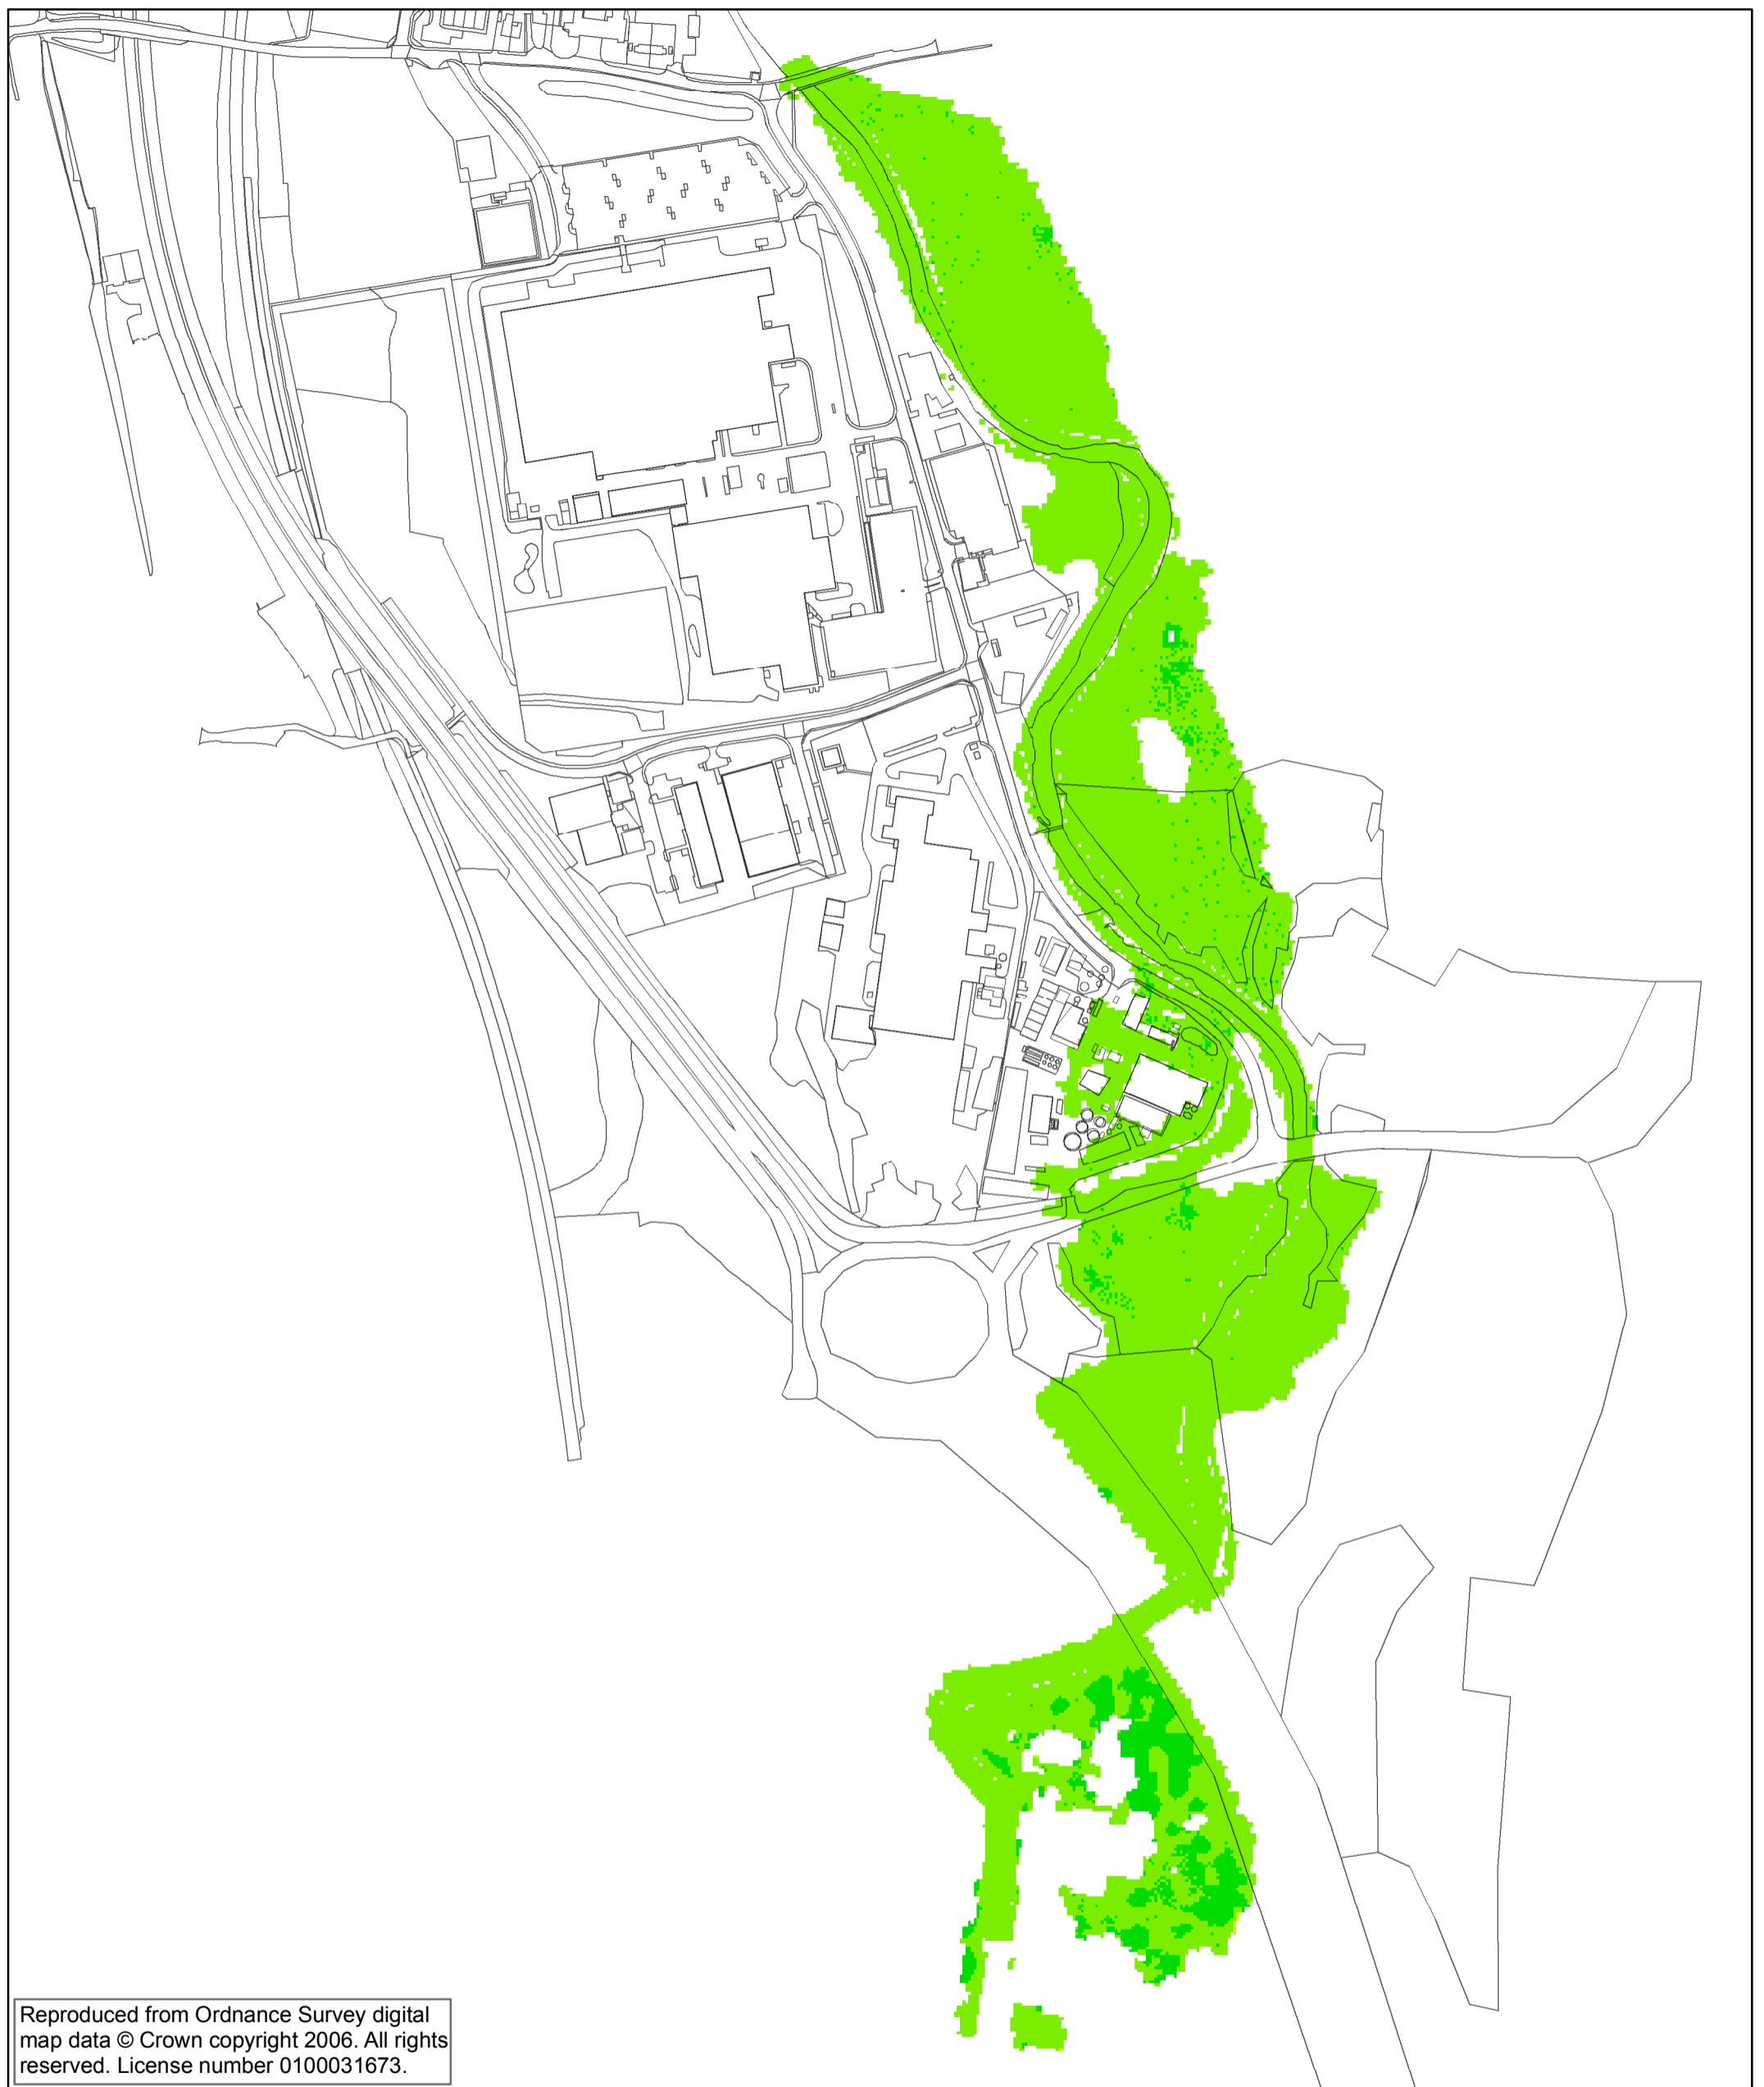 Reproduced from Ordnance Survey digital
map data © Crown copyright 2006. All rights
reserved. License number 0100031673.